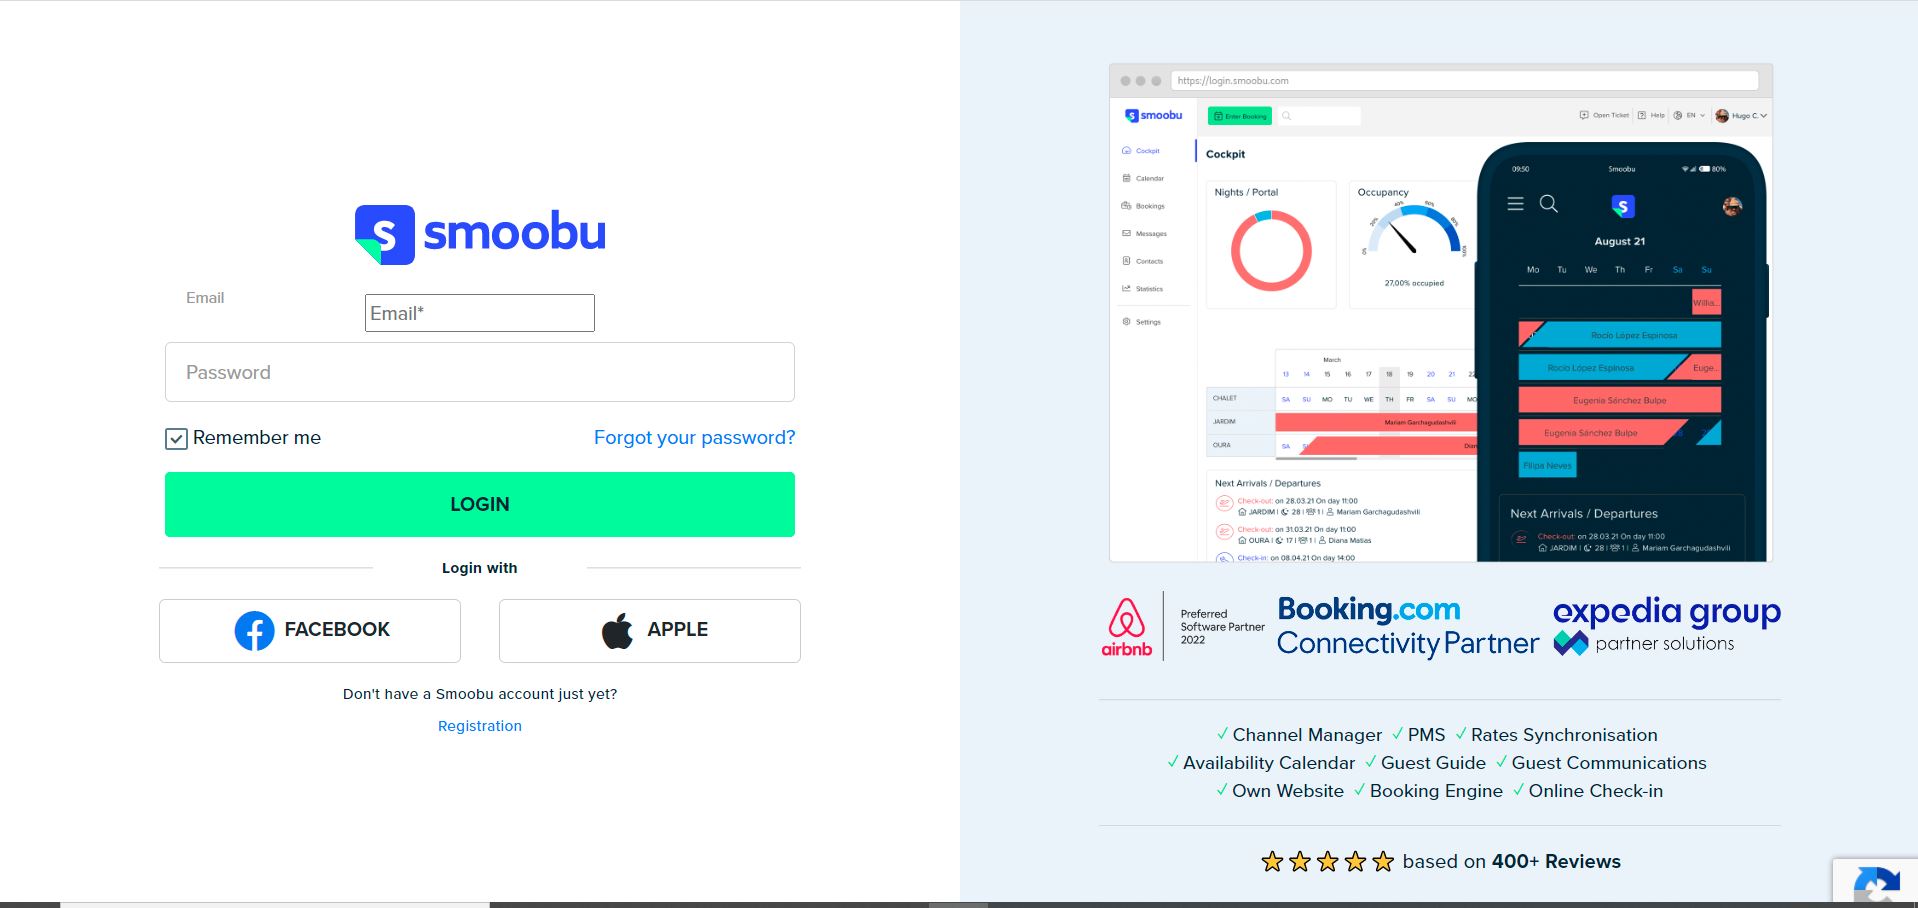 smoobu
Email
Email*
Password
Remember me
Forgot your password?
LOGIN
Login with
FACEBOOK
APPLE
Don't have a Smoobu account just yet?
Registration
https://login.smoobu.com
smoobu
Enter Booking
Open Ticket
Help
EN
Hugo C.
Cockpit
Calendar
Bookings
Messages
Contacts
Statistics
Settings
Cockpit
Nights / Portal
Occupancy
0% 20% 40% 60% 80% 100%
27,00% occupied
March
13 14 15 16 17 18 19 20 21 22
CHALET SA SU MO TU WE TH FR SA SU MO
JARDIM Mariam Garchagudashvili
OURA SA
Next Arrivals / Departures
Check-out: on 28.03.21 On day 11:00
JARDIM | 28 | 1 | Mariam Garchagudashvili
Check-out: on 31.03.21 On day 11:00
OURA | 17 | 1 | Diana Matias
Check-in: on 08.04.21 On day 14:00
09:50 Smoobu 80%
August 21
Mo Tu We Th Fr Sa Su
Willia...
Rocío López Espinosa
Rocío López Espinosa Euge...
Eugenia Sánchez Bulpe
Eugenia Sánchez Bulpe
Filipa Neves
Next Arrivals / Departures
Check-out: on 28.03.21 On day 11:00
JARDIM | 28 | 1 | Mariam Garchagudashvili
airbnb
Preferred
Software Partner
2022
Booking.com
Connectivity Partner
expedia group
partner solutions
✓ Channel Manager ✓ PMS ✓ Rates Synchronisation
✓ Availability Calendar ✓ Guest Guide ✓ Guest Communications
✓ Own Website ✓ Booking Engine ✓ Online Check-in
based on 400+ Reviews